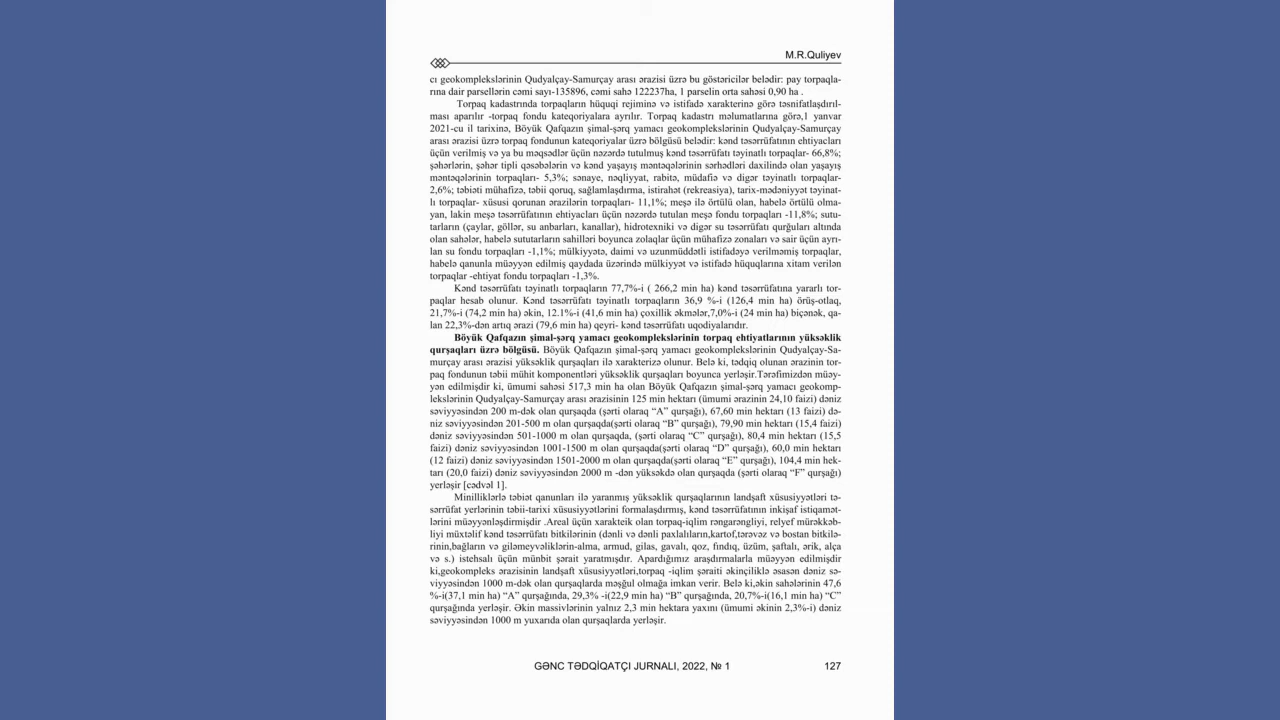 M.R.Quliyev
cı geokomplekslərinin Qudyalçay-Samurçay arası ərazisi üzrə bu göstəricilər belədir: pay torpaqla-
rına dair parsellərin cəmi sayı-135896, cəmi sahə 122237ha, 1 parselin orta sahəsi 0,90 ha .
Torpaq kadastrında torpaqların hüquqi rejiminə və istifadə xarakterinə görə təsnifatlaşdırıl-
ması aparılır -torpaq fondu kateqoriyalara ayrılır. Torpaq kadastrı məlumatlarına görə,1 yanvar
2021-cu il tarixinə, Böyük Qafqazın şimal-şərq yamacı geokomplekslərinin Qudyalçay-Samurçay
arası ərazisi üzrə torpaq fondunun kateqoriyalar üzrə bölgüsü belədir: kənd təsərrüfatının ehtiyacları
üçün verilmiş və ya bu məqsədlər üçün nəzərdə tutulmuş kənd təsərrüfatı təyinatlı torpaqlar- 66,8%;
şəhərlərin, şəhər tipli qəsəbələrin və kənd yaşayış məntəqələrinin sərhədləri daxilində olan yaşayış
məntəqələrinin torpaqları- 5,3%; sənaye, nəqliyyat, rabitə, müdafiə və digər təyinatlı torpaqlar-
2,6%; təbiəti mühafizə, təbii qoruq, sağlamlaşdırma, istirahət (rekreasiya), tarix-mədəniyyət təyinat-
lı torpaqlar- xüsusi qorunan ərazilərin torpaqları- 11,1%; meşə ilə örtülü olan, habelə örtülü olma-
yan, lakin meşə təsərrüfatının ehtiyacları üçün nəzərdə tutulan meşə fondu torpaqları -11,8%; sutu-
tarların (çaylar, göllər, su anbarları, kanallar), hidrotexniki və digər su təsərrüfatı qurğuları altında
olan sahələr, habelə sututarların sahilləri boyunca zolaqlar üçün mühafizə zonaları və sair üçün ayrı-
lan su fondu torpaqları -1,1%; mülkiyyətə, daimi və uzunmüddətli istifadəyə verilməmiş torpaqlar,
habelə qanunla müəyyən edilmiş qaydada üzərində mülkiyyət və istifadə hüquqlarına xitam verilən
torpaqlar -ehtiyat fondu torpaqları -1,3%.
Kənd təsərrüfatı təyinatlı torpaqların 77,7%-i ( 266,2 min ha) kənd təsərrüfatına yararlı tor-
paqlar hesab olunur. Kənd təsərrüfatı təyinatlı torpaqların 36,9 %-i (126,4 min ha) örüş-otlaq,
21,7%-i (74,2 min ha) əkin, 12.1%-i (41,6 min ha) çoxillik əkmələr,7,0%-i (24 min ha) biçənək, qa-
lan 22,3%-dən artıq ərazi (79,6 min ha) qeyri- kənd təsərrüfatı uqodiyalarıdır.
Böyük Qafqazın şimal-şərq yamacı geokomplekslərinin torpaq ehtiyatlarının yüksəklik
qurşaqları üzrə bölgüsü. Böyük Qafqazın şimal-şərq yamacı geokomplekslərinin Qudyalçay-Sa-
murçay arası ərazisi yüksəklik qurşaqları ilə xarakterizə olunur. Belə ki, tədqiq olunan ərazinin tor-
paq fondunun təbii mühit komponentləri yüksəklik qurşaqları boyunca yerləşir.Tərəfimizdən müəy-
yən edilmişdir ki, ümumi sahəsi 517,3 min ha olan Böyük Qafqazın şimal-şərq yamacı geokomp-
lekslərinin Qudyalçay-Samurçay arası ərazisinin 125 min hektarı (ümumi ərazinin 24,10 faizi) dəniz
səviyyəsindən 200 m-dək olan qurşaqda (şərti olaraq “A” qurşağı), 67,60 min hektarı (13 faizi) də-
niz səviyyəsindən 201-500 m olan qurşaqda(şərti olaraq “B” qurşağı), 79,90 min hektarı (15,4 faizi)
dəniz səviyyəsindən 501-1000 m olan qurşaqda, (şərti olaraq “C” qurşağı), 80,4 min hektarı (15,5
faizi) dəniz səviyyəsindən 1001-1500 m olan qurşaqda(şərti olaraq “D” qurşağı), 60,0 min hektarı
(12 faizi) dəniz səviyyəsindən 1501-2000 m olan qurşaqda(şərti olaraq “E” qurşağı), 104,4 min hek-
tarı (20,0 faizi) dəniz səviyyəsindən 2000 m -dən yüksəkdə olan qurşaqda (şərti olaraq “F” qurşağı)
yerləşir [cədvəl 1].
Minilliklərlə təbiət qanunları ilə yaranmış yüksəklik qurşaqlarının landşaft xüsusiyyətləri tə-
sərrüfat yerlərinin təbii-tarixi xüsusiyyətlərini formalaşdırmış, kənd təsərrüfatının inkişaf istiqamət-
lərini müəyyənləşdirmişdir .Areal üçün xarakteik olan torpaq-iqlim rəngarəngliyi, relyef mürəkkəb-
liyi müxtəlif kənd təsərrüfatı bitkilərinin (dənli və dənli paxlalıların,kartof,tərəvəz və bostan bitkilə-
rinin,bağların və giləmeyvəliklərin-alma, armud, gilas, gavalı, qoz, fındıq, üzüm, şaftalı, ərik, alça
və s.) istehsalı üçün münbit şərait yaratmışdır. Apardığımız araşdırmalarla müəyyən edilmişdir
ki,geokompleks ərazisinin landşaft xüsusiyyətləri,torpaq -iqlim şəraiti əkinçiliklə əsasən dəniz sə-
viyyəsindən 1000 m-dək olan qurşaqlarda məşğul olmağa imkan verir. Belə ki,əkin sahələrinin 47,6
%-i(37,1 min ha) “A” qurşağında, 29,3% -i(22,9 min ha) “B” qurşağında, 20,7%-i(16,1 min ha) “C”
qurşağında yerləşir. Əkin massivlərinin yalnız 2,3 min hektara yaxını (ümumi əkinin 2,3%-i) dəniz
səviyyəsindən 1000 m yuxarıda olan qurşaqlarda yerləşir.
GƏNC TƏDQİQATÇI JURNALI, 2022, № 1
127